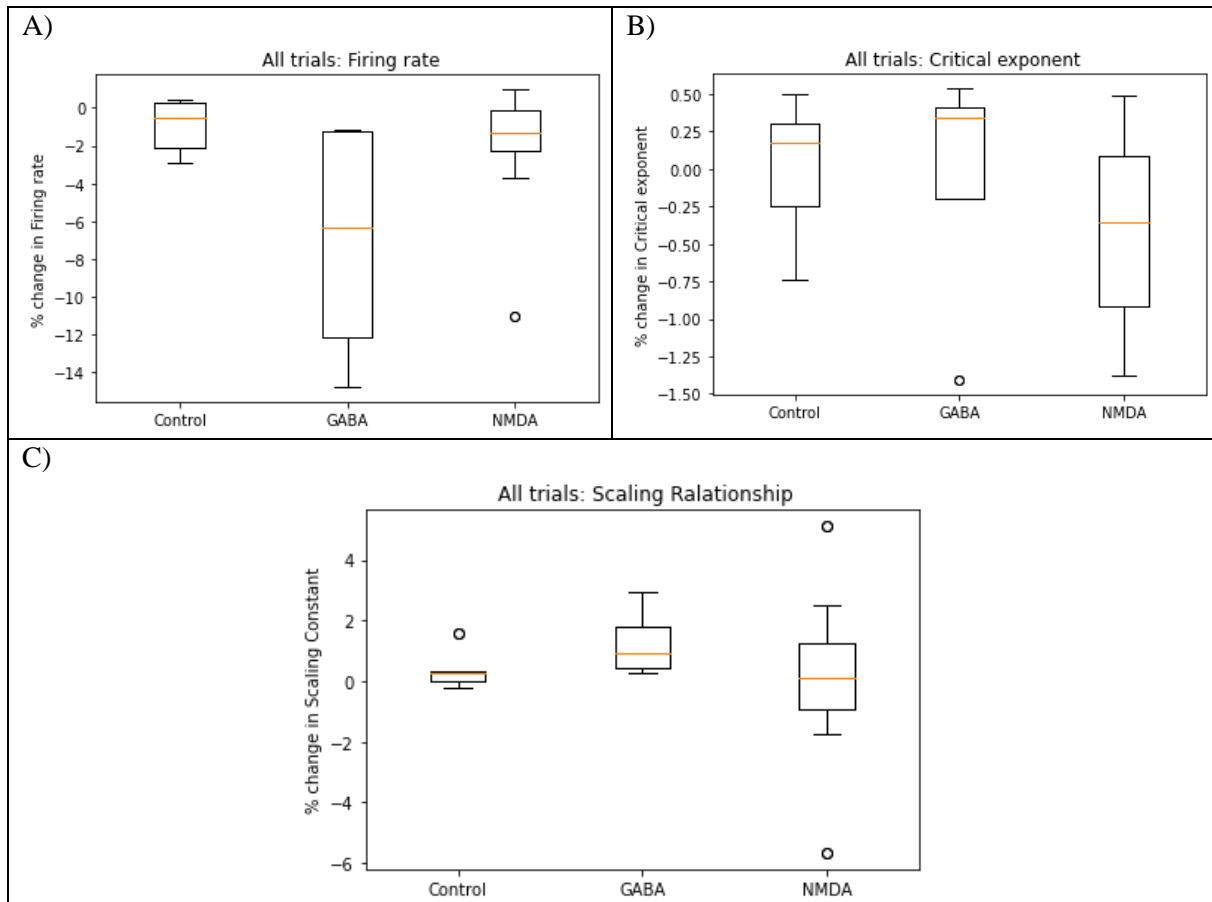 A)
All trials: Firing rate
% change in Firing rate
0
−2
−4
−6
−8
−10
−12
−14
Control GABA NMDA
B)
All trials: Critical exponent
% change in Critical exponent
0.50
0.25
0.00
−0.25
−0.50
−0.75
−1.00
−1.25
−1.50
Control GABA NMDA
C)
All trials: Scaling Ralationship
% change in Scaling Constant
4
2
0
−2
−4
−6
Control GABA NMDA